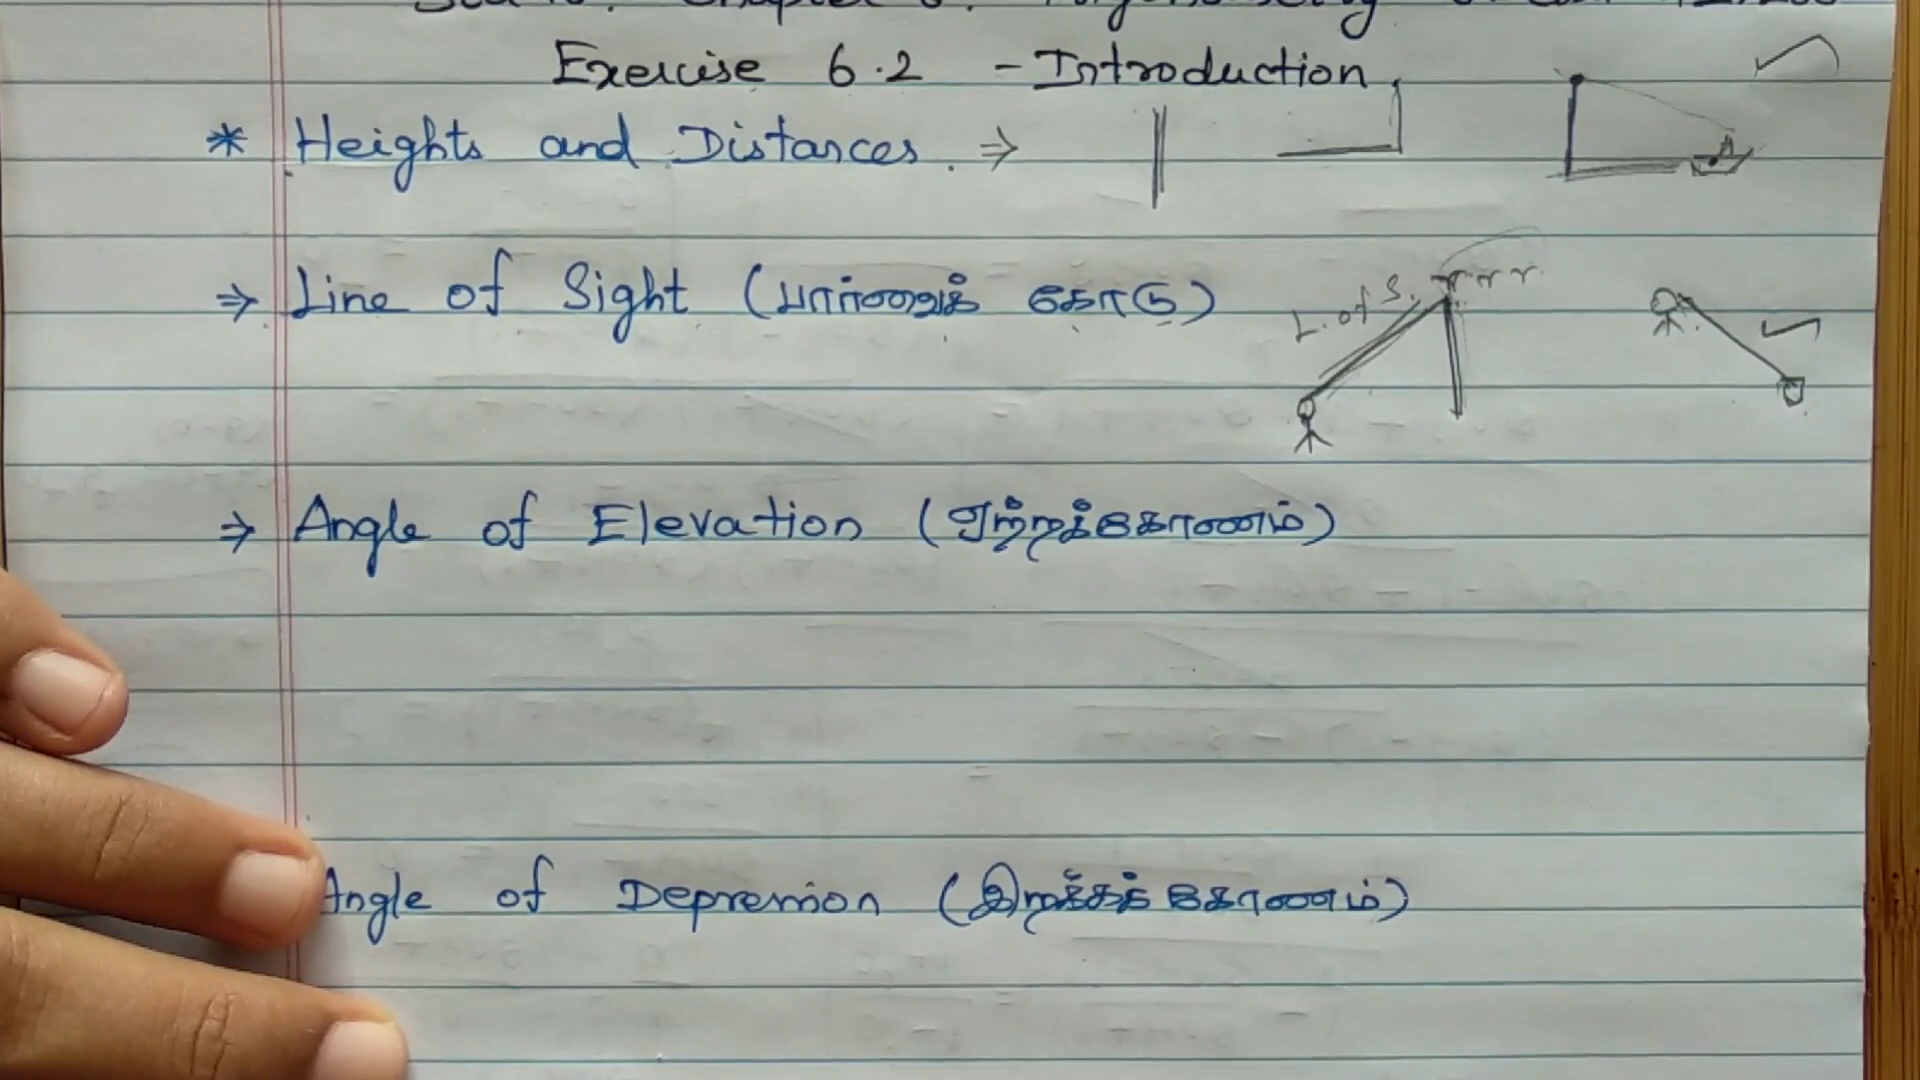 Exercise 6.2 - Introduction
* Heights and Distances. ⇒
⇒ Line of Sight (பார்வைக் கோடு)
L. of S.
⇒ Angle of Elevation (ஏற்றக்கோணம்)
Angle of Depression (இறக்கக் கோணம்)